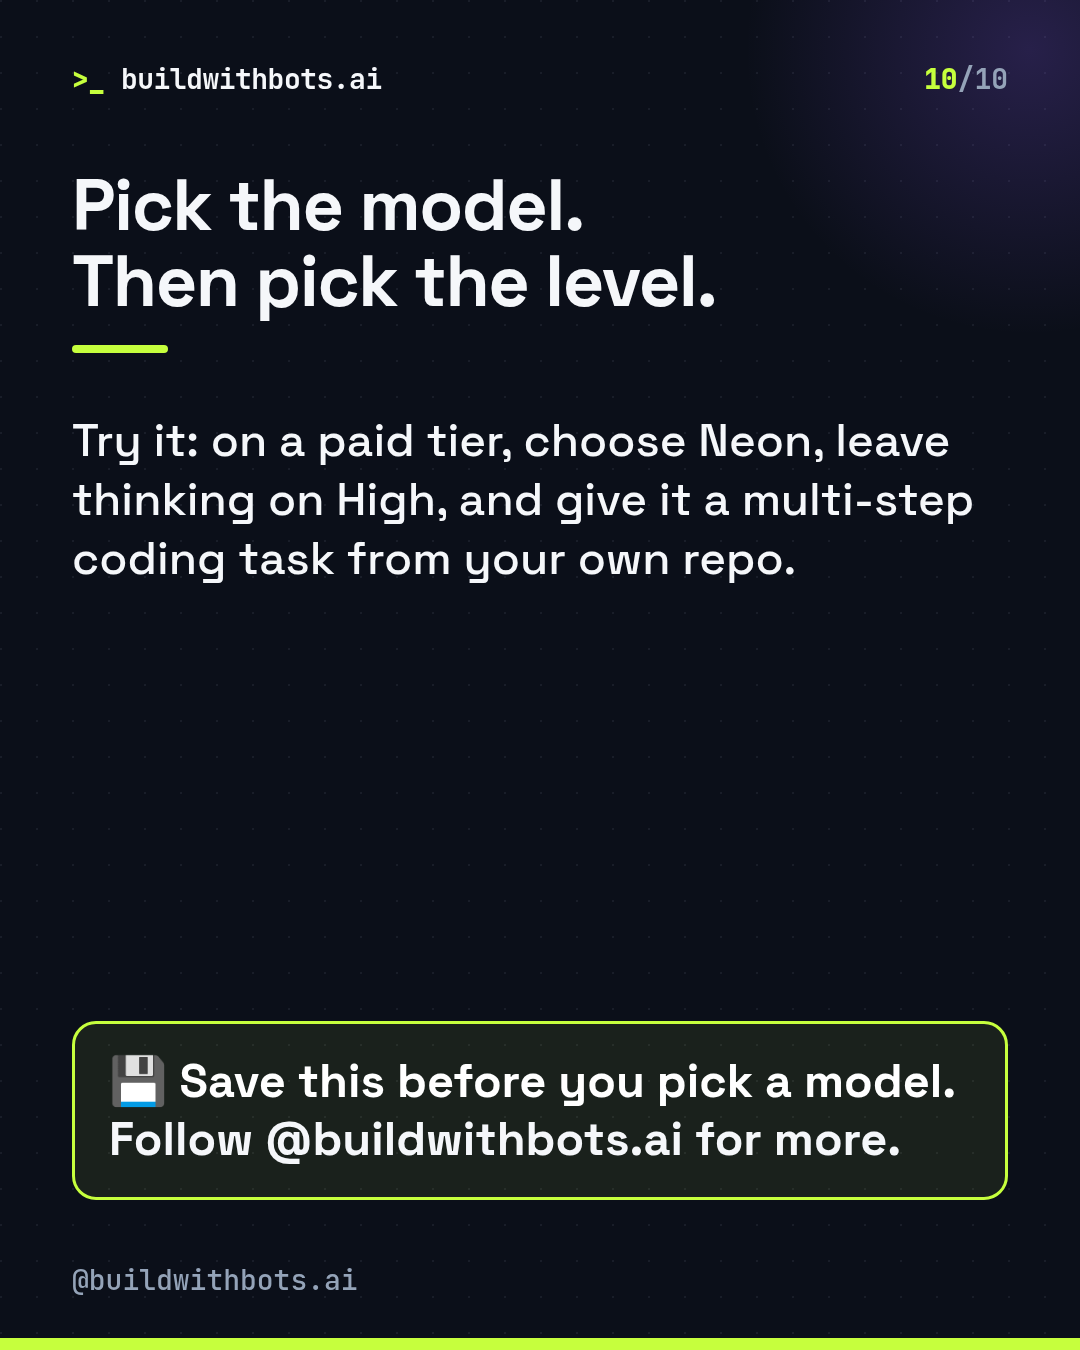 >_ buildwithbots.ai
10/10
Pick the model.
Then pick the level.
Try it: on a paid tier, choose Neon, leave
thinking on High, and give it a multi-step
coding task from your own repo.
💾 Save this before you pick a model.
Follow @buildwithbots.ai for more.
@buildwithbots.ai